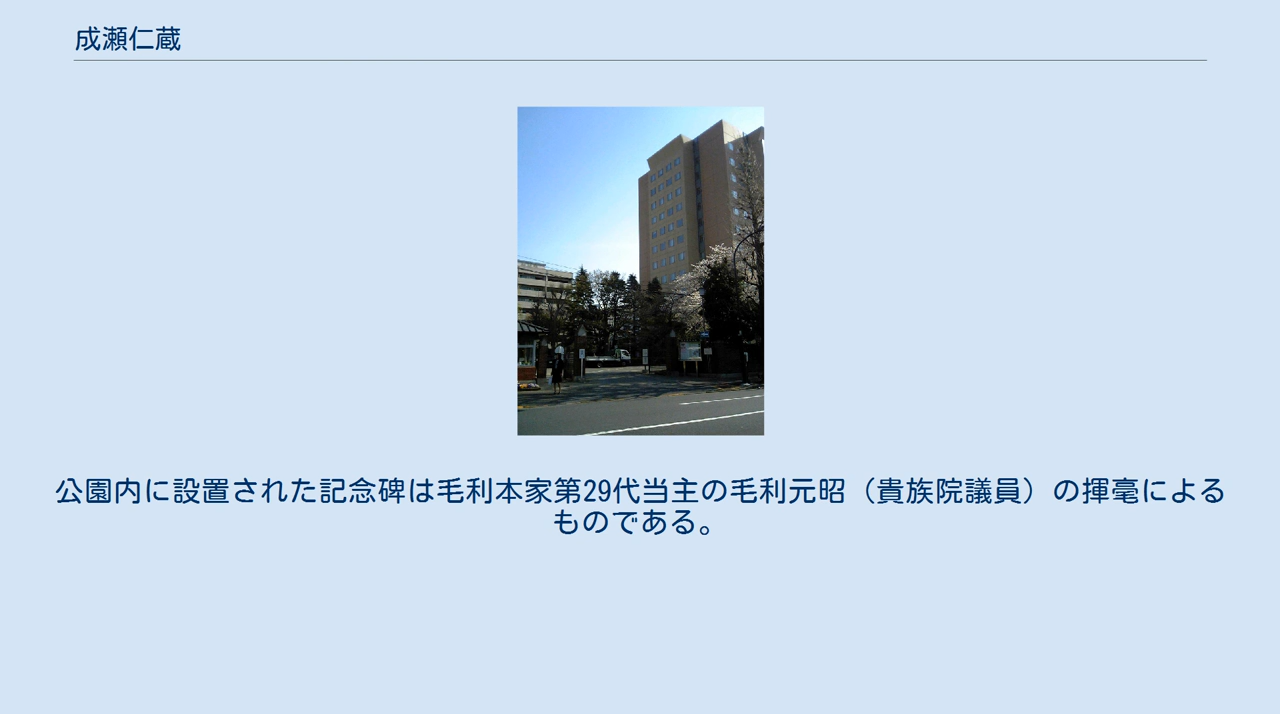 成瀬仁蔵
公園内に設置された記念碑は毛利本家第29代当主の毛利元昭（貴族院議員）の揮毫による
ものである。